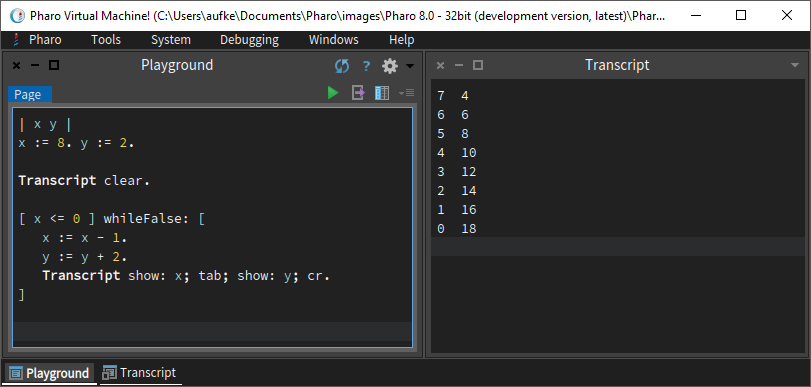 Pharo Virtual Machine! (C:\Users\aufke\Documents\Pharo\images\Pharo 8.0 - 32bit (development version, latest)\Phar...
Pharo Tools System Debugging Windows Help
Playground
?
Page
| x y |
x := 8. y := 2.
Transcript clear.
[ x <= 0 ] whileFalse: [
x := x - 1.
y := y + 2.
Transcript show: x; tab; show: y; cr.
]
Transcript
7 4
6 6
5 8
4 10
3 12
2 14
1 16
0 18
Playground Transcript